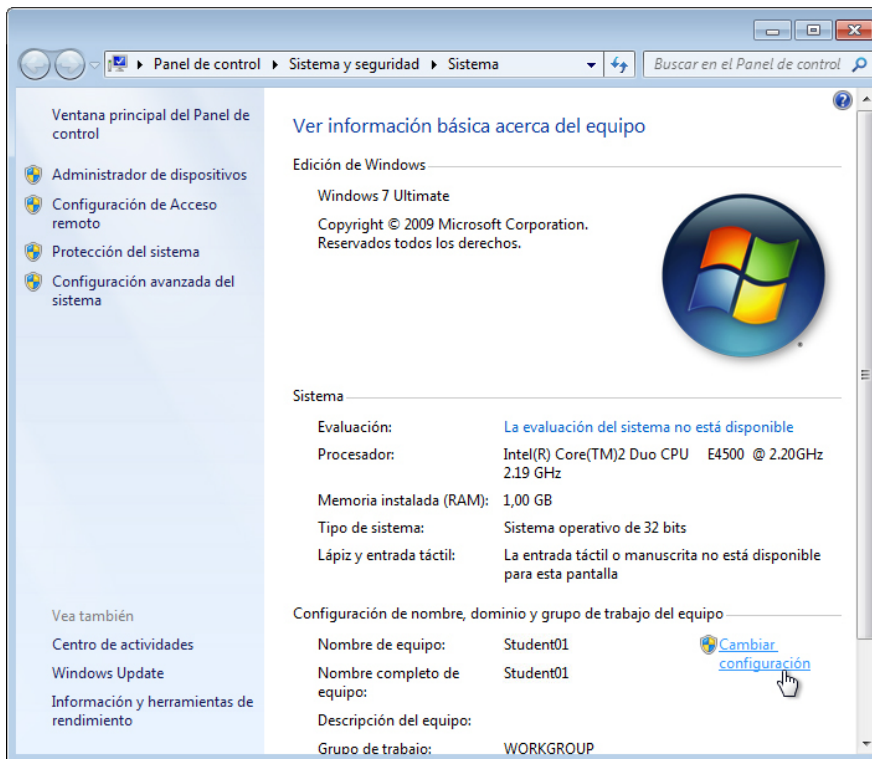 Panel de control ▸ Sistema y seguridad ▸ Sistema
Buscar en el Panel de control
Ventana principal del Panel de
control
Administrador de dispositivos
Configuración de Acceso
remoto
Protección del sistema
Configuración avanzada del
sistema
Vea también
Centro de actividades
Windows Update
Información y herramientas de
rendimiento
Ver información básica acerca del equipo
Edición de Windows
Windows 7 Ultimate
Copyright © 2009 Microsoft Corporation.
Reservados todos los derechos.
Sistema
Evaluación: La evaluación del sistema no está disponible
Procesador: Intel(R) Core(TM)2 Duo CPU E4500 @ 2.20GHz
2.19 GHz
Memoria instalada (RAM): 1,00 GB
Tipo de sistema: Sistema operativo de 32 bits
Lápiz y entrada táctil: La entrada táctil o manuscrita no está disponible
para esta pantalla
Configuración de nombre, dominio y grupo de trabajo del equipo
Nombre de equipo: Student01 Cambiar
configuración
Nombre completo de Student01
equipo:
Descripción del equipo:
Grupo de trabajo: WORKGROUP